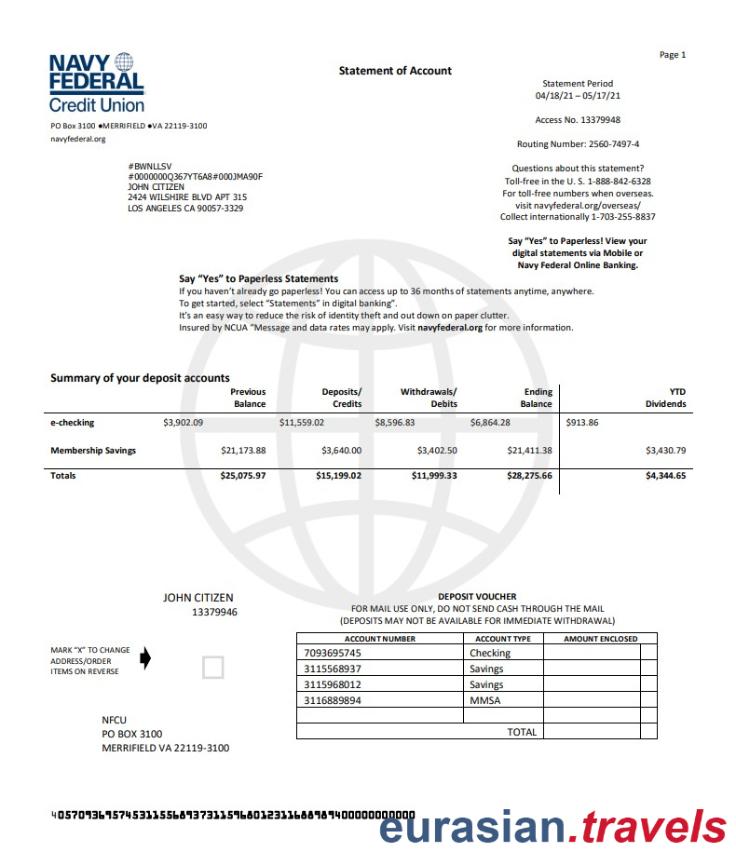 Page 1
NAVY
FEDERAL
Credit Union
Statement of Account
Statement Period
04/18/21 – 05/17/21
Access No. 13379948
Routing Number: 2560-7497-4
PO Box 3100 ●MERRIFIELD ●VA 22119-3100
navyfederal.org
#BWNLLSV
#0000000Q367YT6A8#000JMA90F
JOHN CITIZEN
2424 WILSHIRE BLVD APT 315
LOS ANGELES CA 90057-3329
Questions about this statement?
Toll-free in the U. S. 1-888-842-6328
For toll-free numbers when overseas.
visit navyfederal.org/overseas/
Collect internationally 1-703-255-8837
Say “Yes” to Paperless! View your
digital statements via Mobile or
Navy Federal Online Banking.
Say “Yes” to Paperless Statements
If you haven’t already go paperless! You can access up to 36 months of statements anytime, anywhere.
To get started, select “Statements” in digital banking”.
It’s an easy way to reduce the risk of identity theft and out down on paper clutter.
Insured by NCUA “Message and data rates may apply. Visit navyfederal.org for more information.
Summary of your deposit accounts
Previous Balance Deposits/ Credits Withdrawals/ Debits Ending Balance YTD Dividends
e-checking $3,902.09 $11,559.02 $8,596.83 $6,864.28 $913.86
Membership Savings $21,173.88 $3,640.00 $3,402.50 $21,411.38 $3,430.79
Totals $25,075.97 $15,199.02 $11,999.33 $28,275.66 $4,344.65
JOHN CITIZEN
13379946
MARK “X” TO CHANGE
ADDRESS/ORDER
ITEMS ON REVERSE
NFCU
PO BOX 3100
MERRIFIELD VA 22119-3100
DEPOSIT VOUCHER
FOR MAIL USE ONLY, DO NOT SEND CASH THROUGH THE MAIL
(DEPOSITS MAY NOT BE AVAILABLE FOR IMMEDIATE WITHDRAWAL)
ACCOUNT NUMBER ACCOUNT TYPE AMOUNT ENCLOSED
7093695745 Checking
3115568937 Savings
3115968012 Savings
3116889894 MMSA
TOTAL
eurasian.travels